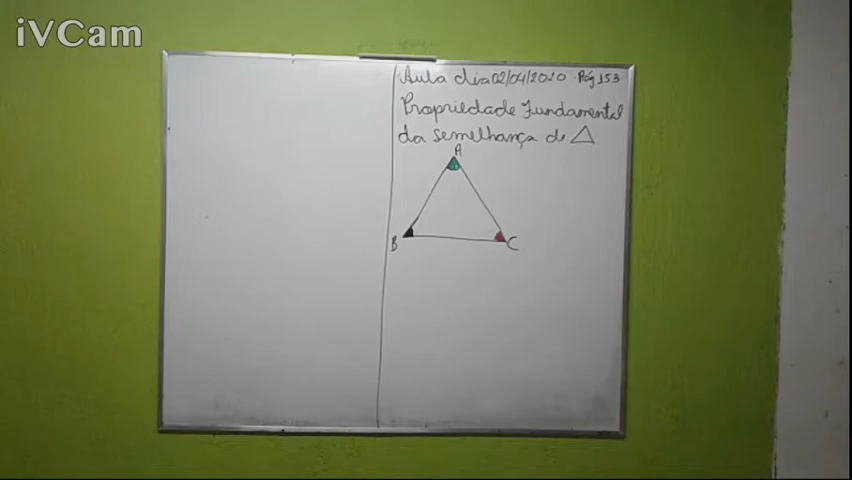 iVCam
Aula dia 02/04/2020 - Pág 153
Propriedade Fundamental
da semelhança de △
A
B
C